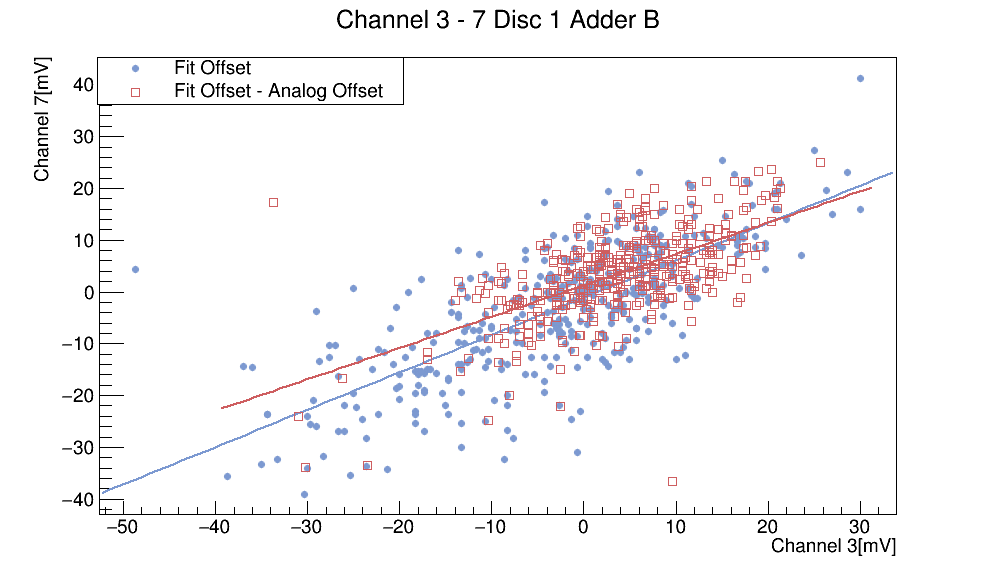 Channel 3 - 7 Disc 1 Adder B
Channel 7[mV]
Fit Offset
Fit Offset - Analog Offset
40
30
20
10
0
−10
−20
−30
−40
−50 −40 −30 −20 −10 0 10 20 30
Channel 3[mV]